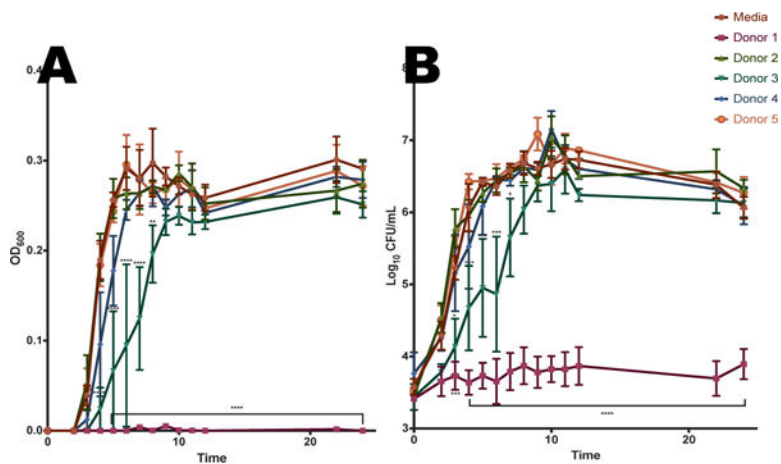 A
B
Media
Donor 1
Donor 2
Donor 3
Donor 4
Donor 5
OD600
0.4
0.3
0.2
0.1
0.0
0
10
20
Time
****
****
****
****
**
****
Log10 CFU/mL
8
7
6
5
4
3
0
10
20
Time
***
***
***
*
****